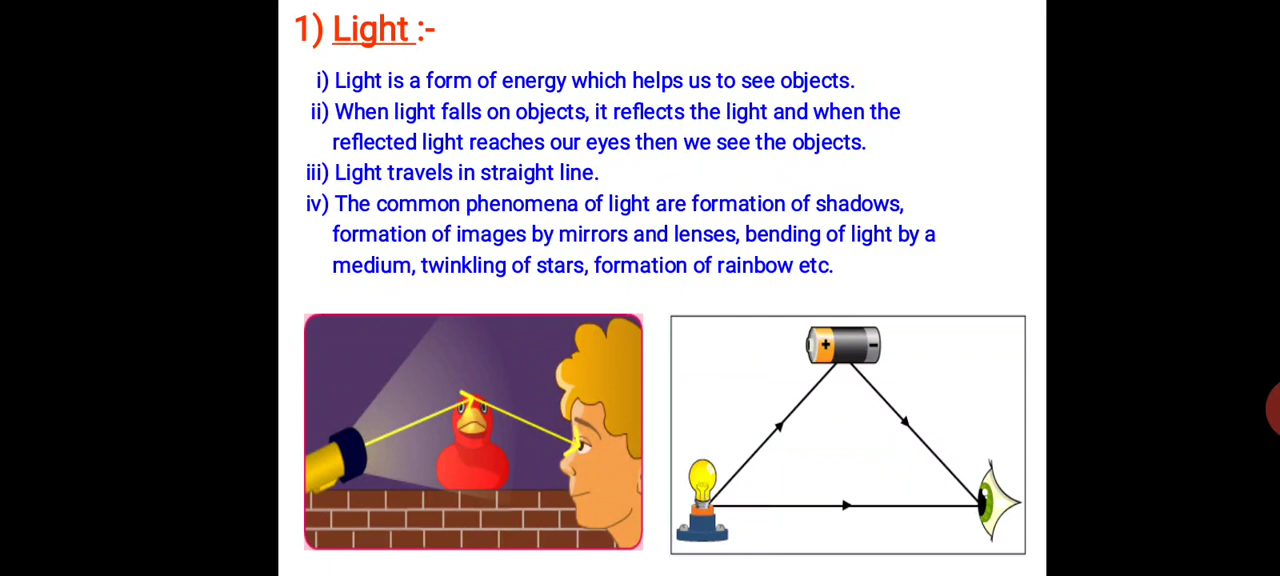 1) Light :-
i) Light is a form of energy which helps us to see objects.
ii) When light falls on objects, it reflects the light and when the
reflected light reaches our eyes then we see the objects.
iii) Light travels in straight line.
iv) The common phenomena of light are formation of shadows,
formation of images by mirrors and lenses, bending of light by a
medium, twinkling of stars, formation of rainbow etc.
+ -